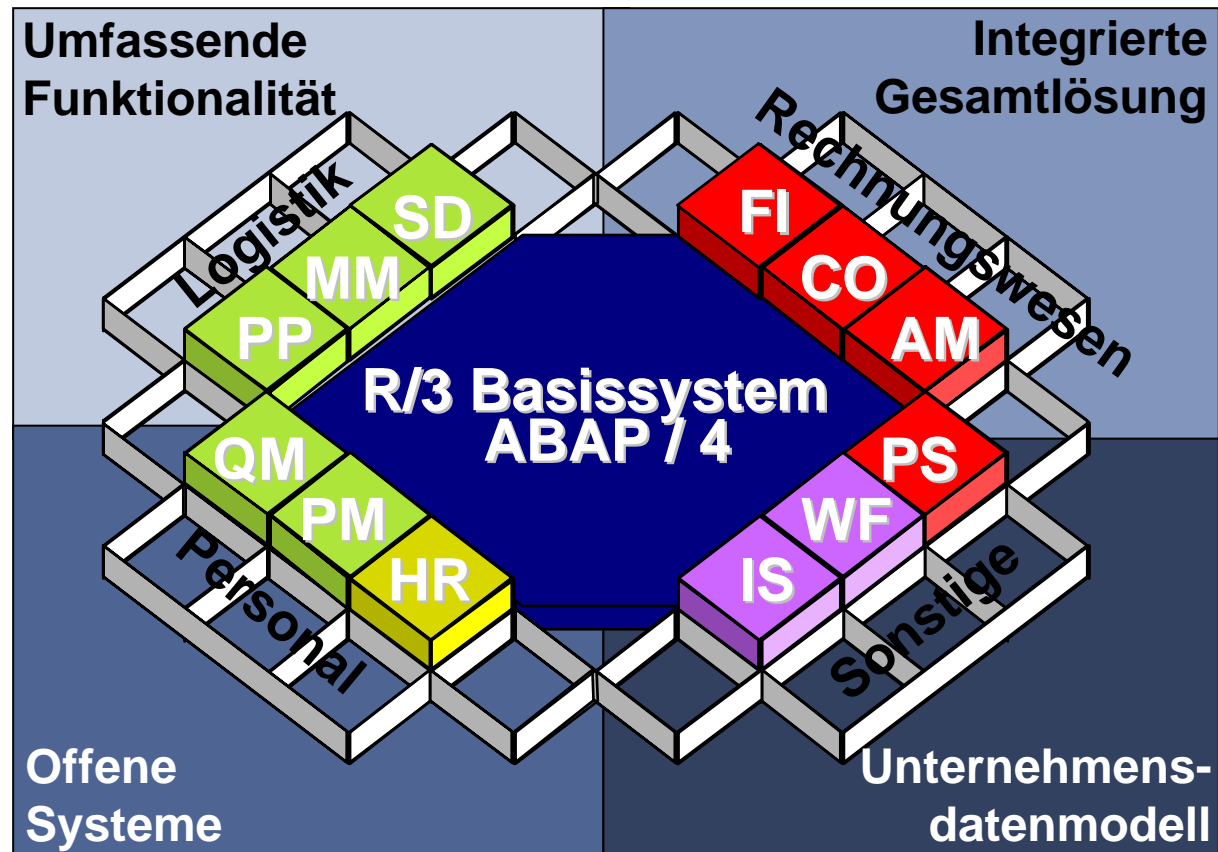 Umfassende
Funktionalität
Integrierte
Gesamtlösung
Logistik
Rechnungswesen
SD
MM
PP
FI
CO
AM
R/3 Basissystem
ABAP / 4
QM
PM
HR
PS
WF
IS
Personal
Sonstige
Offene
Systeme
Unternehmens-
datenmodell